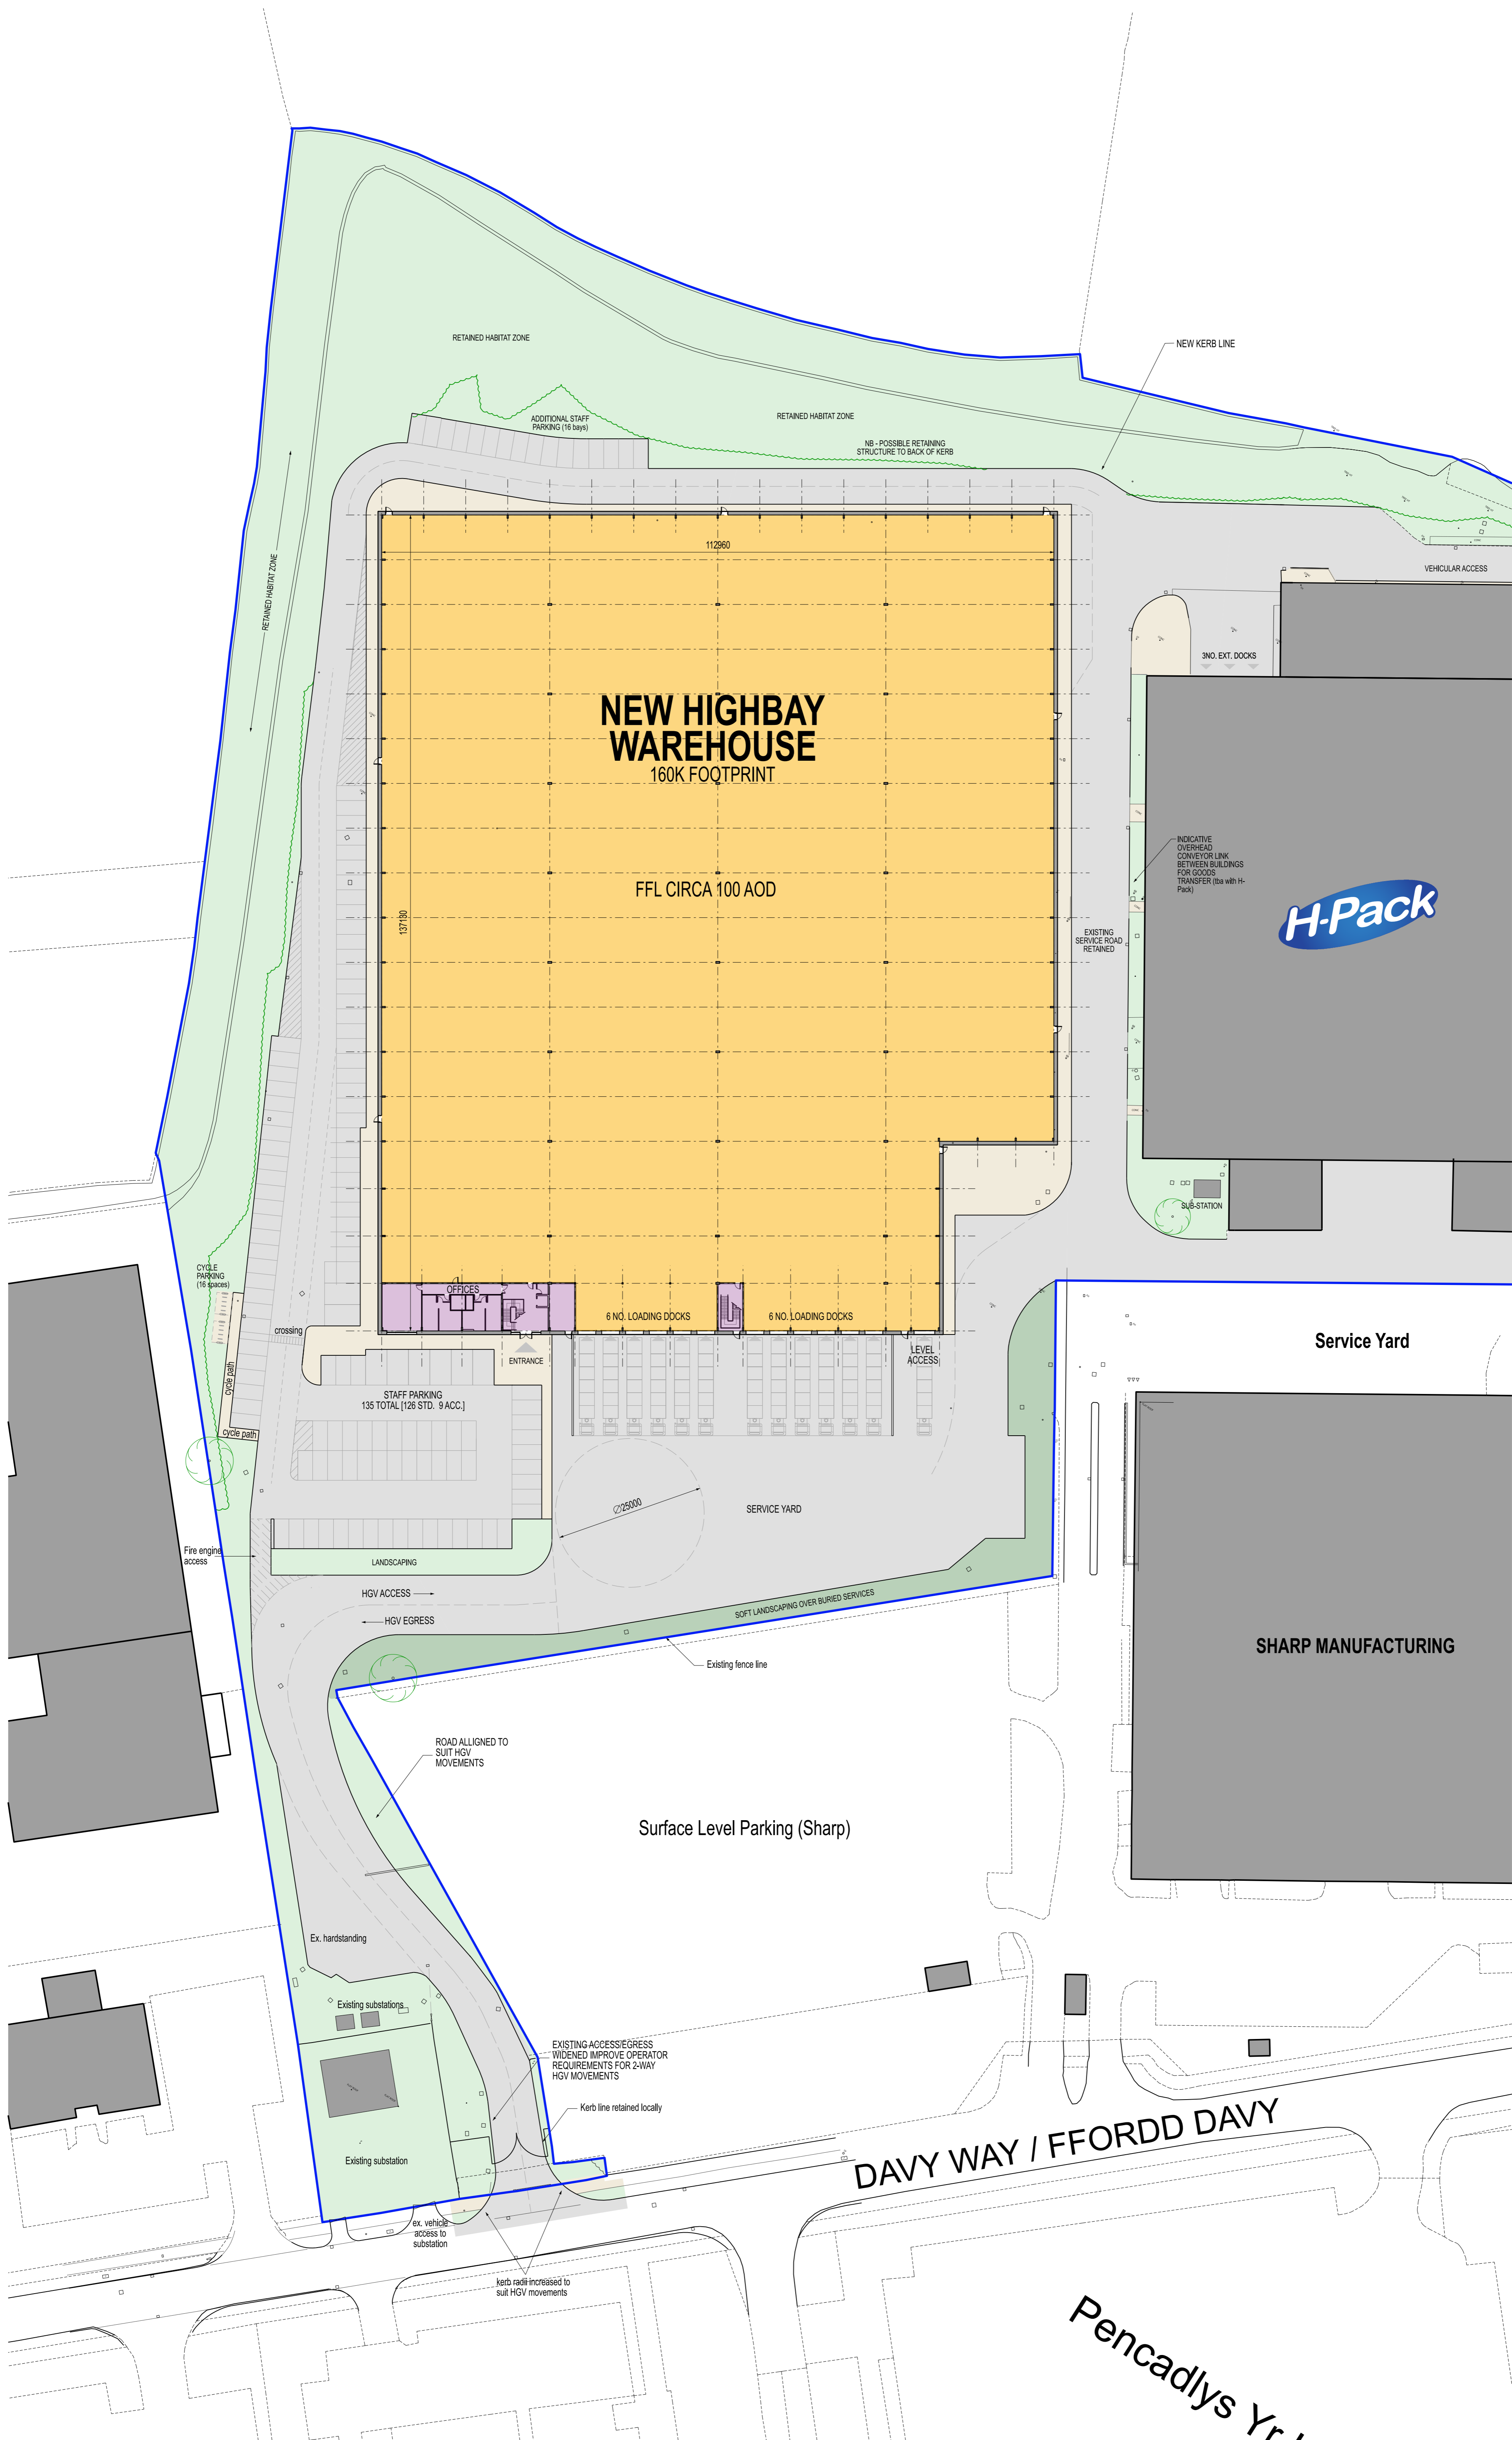 RETAINED HABITAT ZONE
NEW KERB LINE
ADDITIONAL STAFF
PARKING (16 bays)
RETAINED HABITAT ZONE
NB - POSSIBLE RETAINING
STRUCTURE TO BACK OF KERB
RETAINED HABITAT ZONE
112960
VEHICULAR ACCESS
3NO. EXT. DOCKS
NEW HIGHBAY
WAREHOUSE
160K FOOTPRINT
FFL CIRCA 100 AOD
137130
INDICATIVE
OVERHEAD
CONVEYOR LINK
BETWEEN BUILDINGS
FOR GOODS
TRANSFER (tba with H-
Pack)
H-Pack
EXISTING
SERVICE ROAD
RETAINED
SUB-STATION
CYCLE
PARKING
(16 spaces)
OFFICES
6 NO. LOADING DOCKS
6 NO. LOADING DOCKS
crossing
cycle path
ENTRANCE
LEVEL
ACCESS
Service Yard
STAFF PARKING
135 TOTAL [126 STD. 9 ACC.]
cycle path
Ø25000
SERVICE YARD
Fire engine
access
LANDSCAPING
HGV ACCESS
HGV EGRESS
SOFT LANDSCAPING OVER BURIED SERVICES
Existing fence line
SHARP MANUFACTURING
ROAD ALLIGNED TO
SUIT HGV
MOVEMENTS
Surface Level Parking (Sharp)
Ex. hardstanding
Existing substations
EXISTING ACCESS/EGRESS
WIDENED IMPROVE OPERATOR
REQUIREMENTS FOR 2-WAY
HGV MOVEMENTS
Kerb line retained locally
Existing substation
DAVY WAY / FFORDD DAVY
ex. vehicle
access to
substation
kerb radii increased to
suit HGV movements
Pencadlys Yr